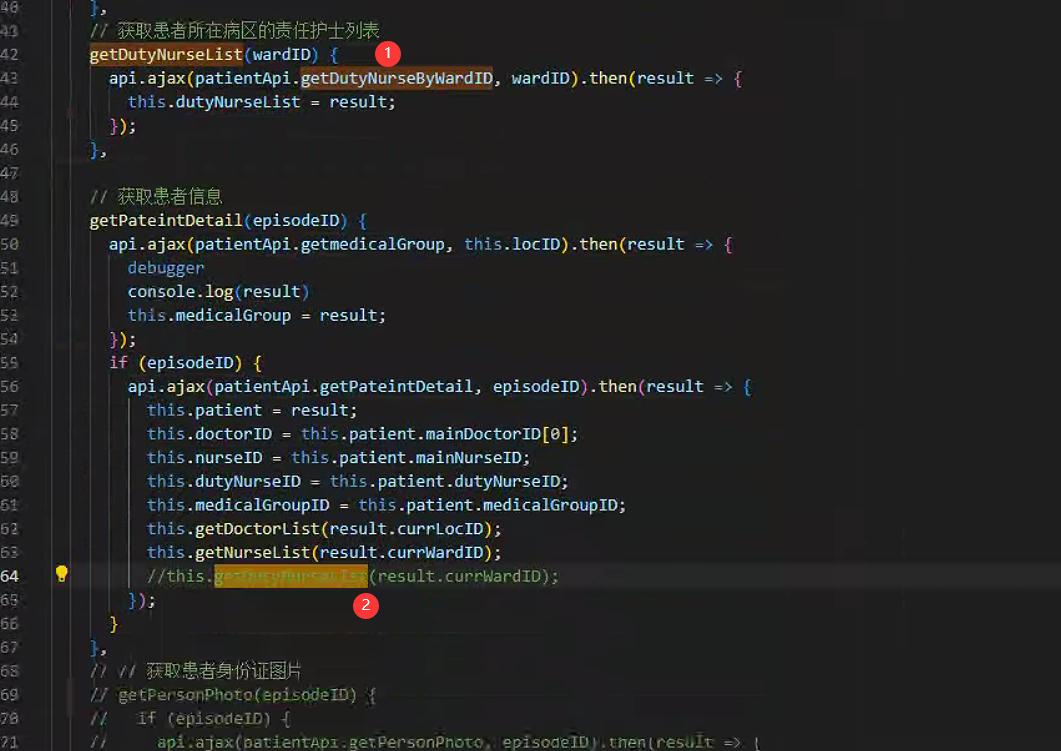 40 },
43 // 获取患者所在病区的责任护士列表
42 getDutyNurseList(wardID) { 1
43 api.ajax(patientApi.getDutyNurseByWardID, wardID).then(result => {
44 this.dutyNurseList = result;
45 });
46 },
47
48 // 获取患者信息
49 getPateintDetail(episodeID) {
50 api.ajax(patientApi.getmedicalGroup, this.locID).then(result => {
51 debugger
52 console.log(result)
53 this.medicalGroup = result;
54 });
55 if (episodeID) {
56 api.ajax(patientApi.getPateintDetail, episodeID).then(result => {
57 this.patient = result;
58 this.doctorID = this.patient.mainDoctorID[0];
59 this.nurseID = this.patient.mainNurseID;
60 this.dutyNurseID = this.patient.dutyNurseID;
61 this.medicalGroupID = this.patient.medicalGroupID;
62 this.getDoctorList(result.currLocID);
63 this.getNurseList(result.currWardID);
64 //this.getDutyNurseList(result.currWardID);
65 });
2
66 }
67 },
68 // // 获取患者身份证图片
69 // getPersonPhoto(episodeID) {
70 // if (episodeID) {
71 // api.ajax(patientApi.getPersonPhoto, episodeID).then(result => {